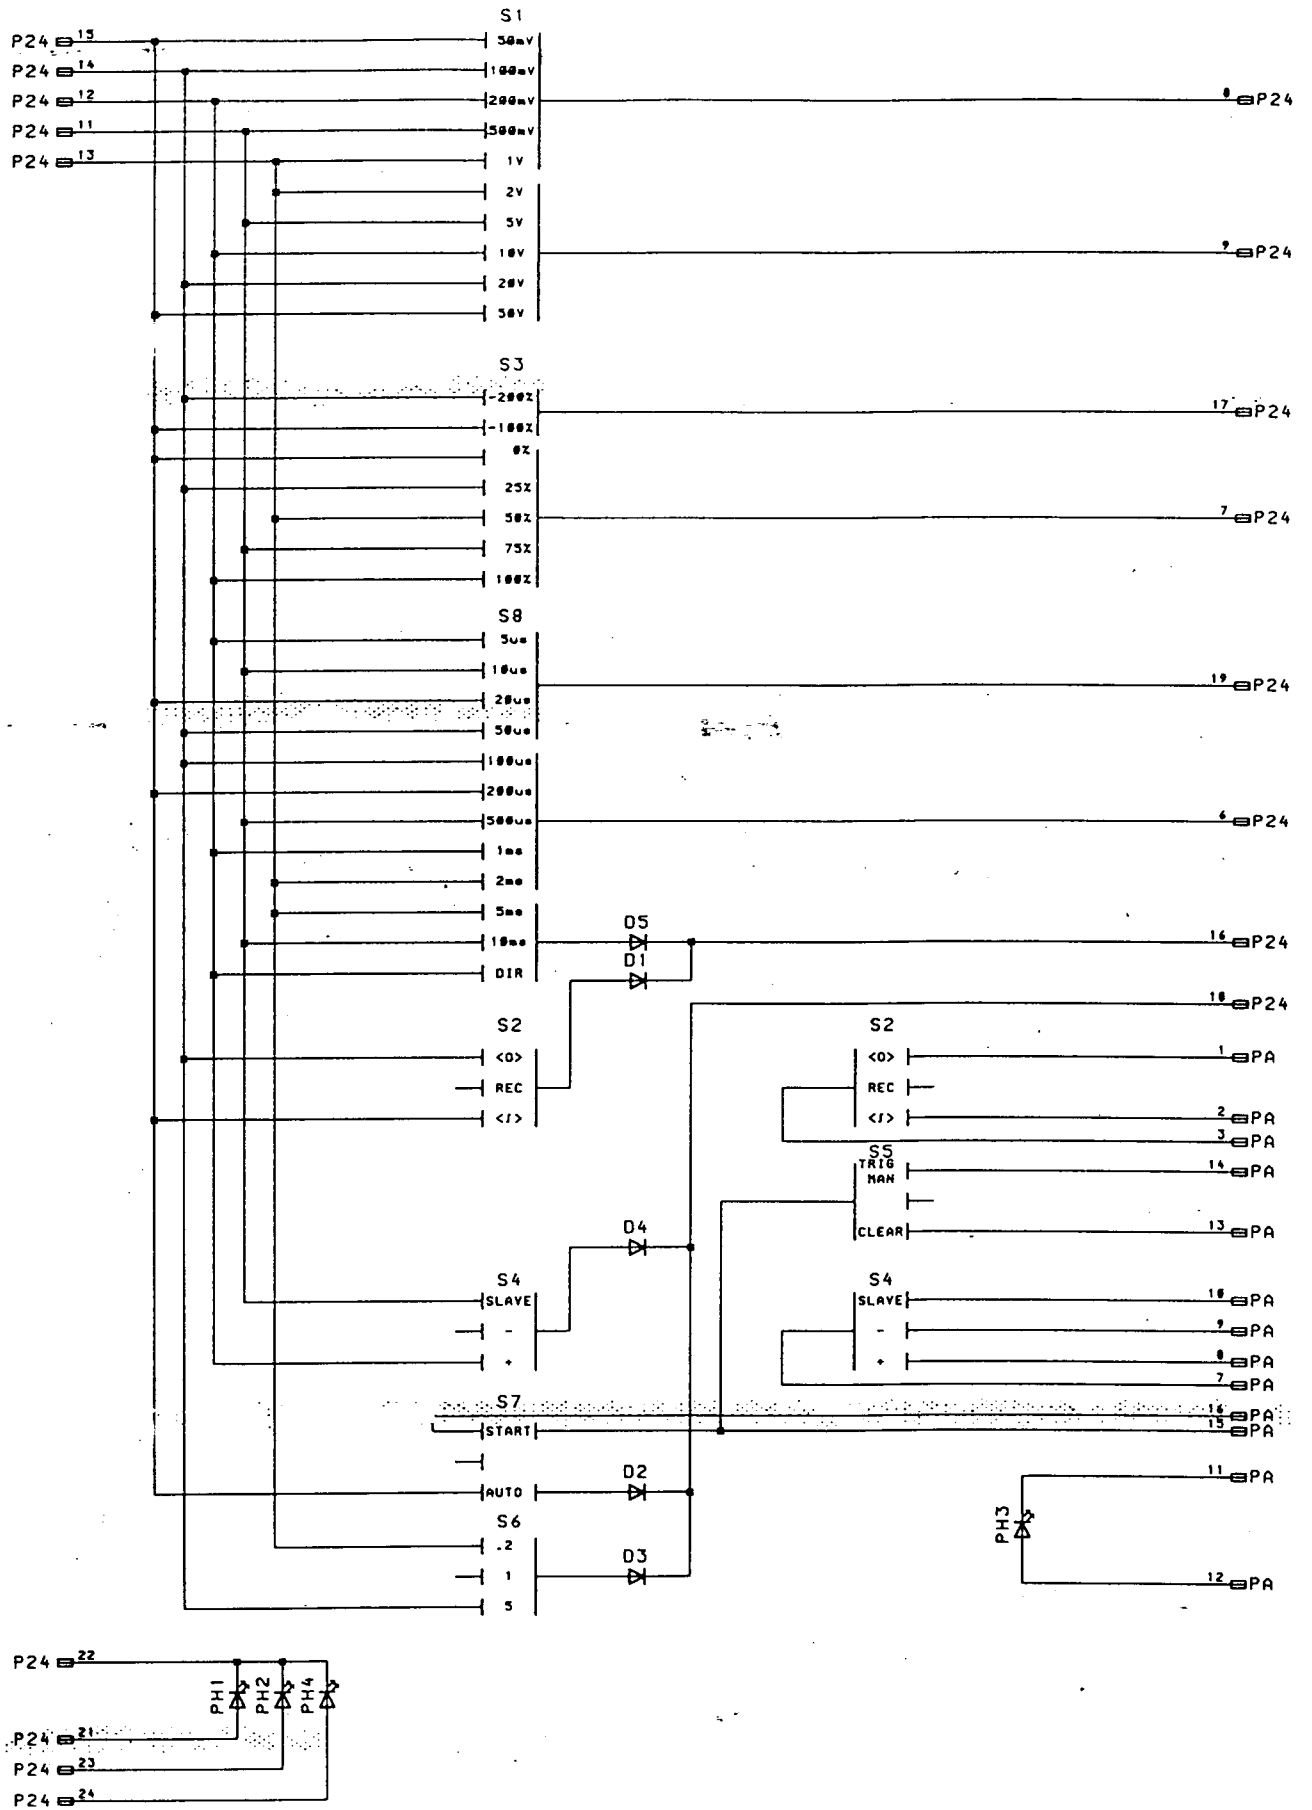 S1
P24 15 50mV
P24 14 100mV
P24 12 200mV 8 P24
P24 11 500mV
P24 13 1V
2V
5V
10V 9 P24
20V
50V
S3
-200% 17 P24
-100%
0%
25%
50% 7 P24
75%
100%
S8
5us
10us 19 P24
20us
50us
100us
200us
500us 6 P24
1ms
2ms
5ms D5
10ms 16 P24
D1
DIR
18 P24
S2 S2
<0> <0> 1 PA
REC REC
<∫> <∫> 2 PA
3 PA
S5
TRIG 14 PA
MAN
D4 CLEAR 13 PA
S4 S4
SLAVE SLAVE 10 PA
- - 9 PA
+ + 8 PA
7 PA
S7 16 PA
START 15 PA
D2 11 PA
AUTO
S6 PH3
.2
D3
1 12 PA
5
P24 22
PH1 PH2 PH4
P24 21
P24 23
P24 24